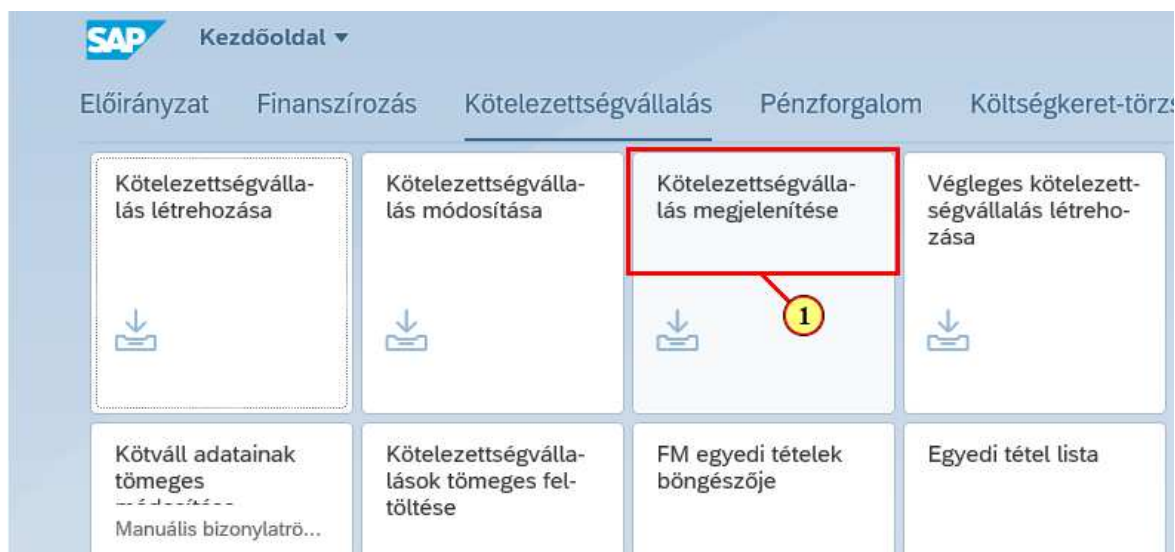 SAP Kezdőoldal
Előirányzat Finanszírozás Kötelezettségvállalás Pénzforgalom Költségkeret-törzs
Kötelezettségválla-
lás létrehozása
Kötelezettségválla-
lás módosítása
Kötelezettségválla-
lás megjelenítése
Végleges kötelezett-
ségvállalás létreho-
zása
1
Kötváll adatainak
tömeges
Manuális bizonylatrö...
Kötelezettségválla-
lások tömeges fel-
töltése
FM egyedi tételek
böngészője
Egyedi tétel lista